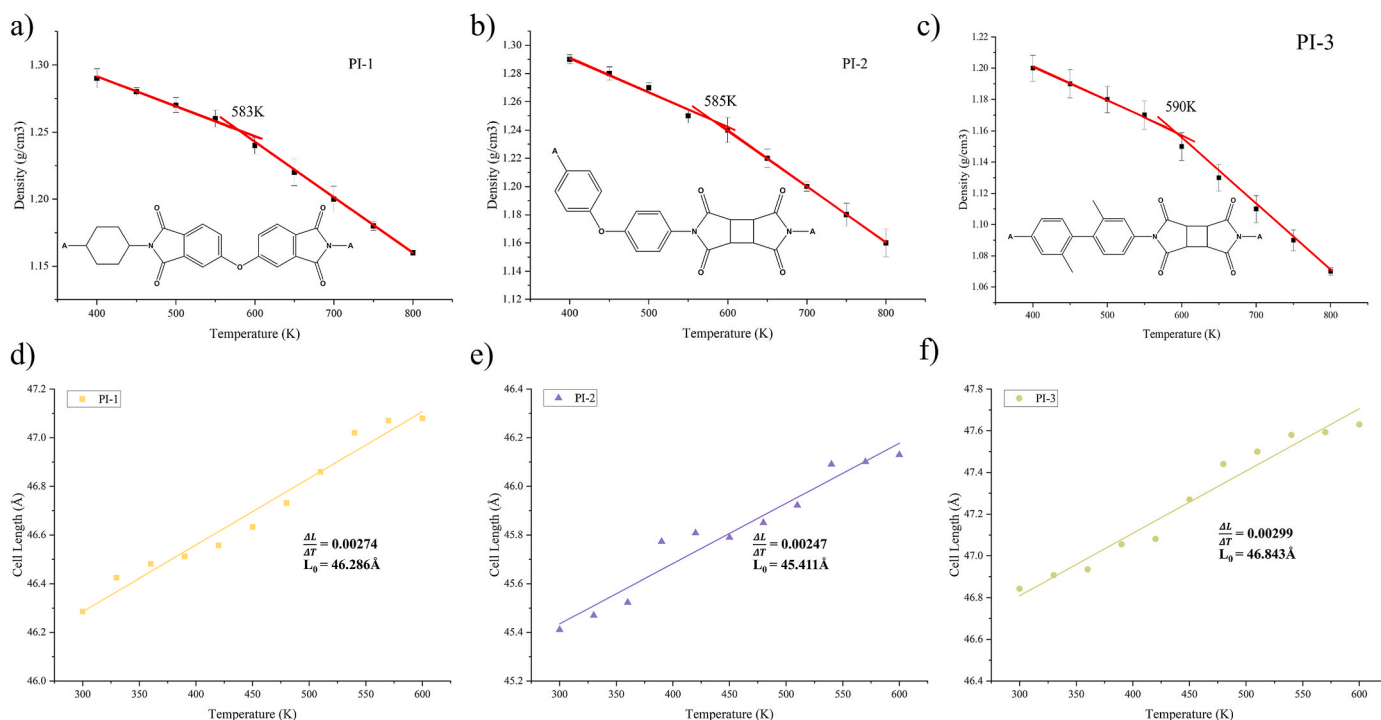 a)
PI-1
583K
Density (g/cm3)
1.30
1.25
1.20
1.15
400
500
600
700
800
Temperature (K)
A
N
O
O
O
O
O
N
A
b)
PI-2
585K
Density (g/cm3)
1.30
1.28
1.26
1.24
1.22
1.20
1.18
1.16
1.14
1.12
400
500
600
700
800
Temperature (K)
A
O
N
O
O
O
O
N
A
c)
PI-3
590K
Density (g/cm3)
1.22
1.20
1.18
1.16
1.14
1.12
1.10
1.08
1.06
400
500
600
700
800
Temperature (K)
A
N
O
O
O
O
N
A
d)
PI-1
Cell Length (Å)
47.2
47.0
46.8
46.6
46.4
46.2
46.0
300
350
400
450
500
550
600
Temperature (K)
ΔL/ΔT = 0.00274
L₀ = 46.286Å
e)
PI-2
Cell Length (Å)
46.4
46.2
46.0
45.8
45.6
45.4
45.2
300
350
400
450
500
550
600
Temperature (K)
ΔL/ΔT = 0.00247
L₀ = 45.411Å
f)
PI-3
Cell Length (Å)
47.8
47.6
47.4
47.2
47.0
46.8
46.6
46.4
300
350
400
450
500
550
600
Temperature (K)
ΔL/ΔT = 0.00299
L₀ = 46.843Å